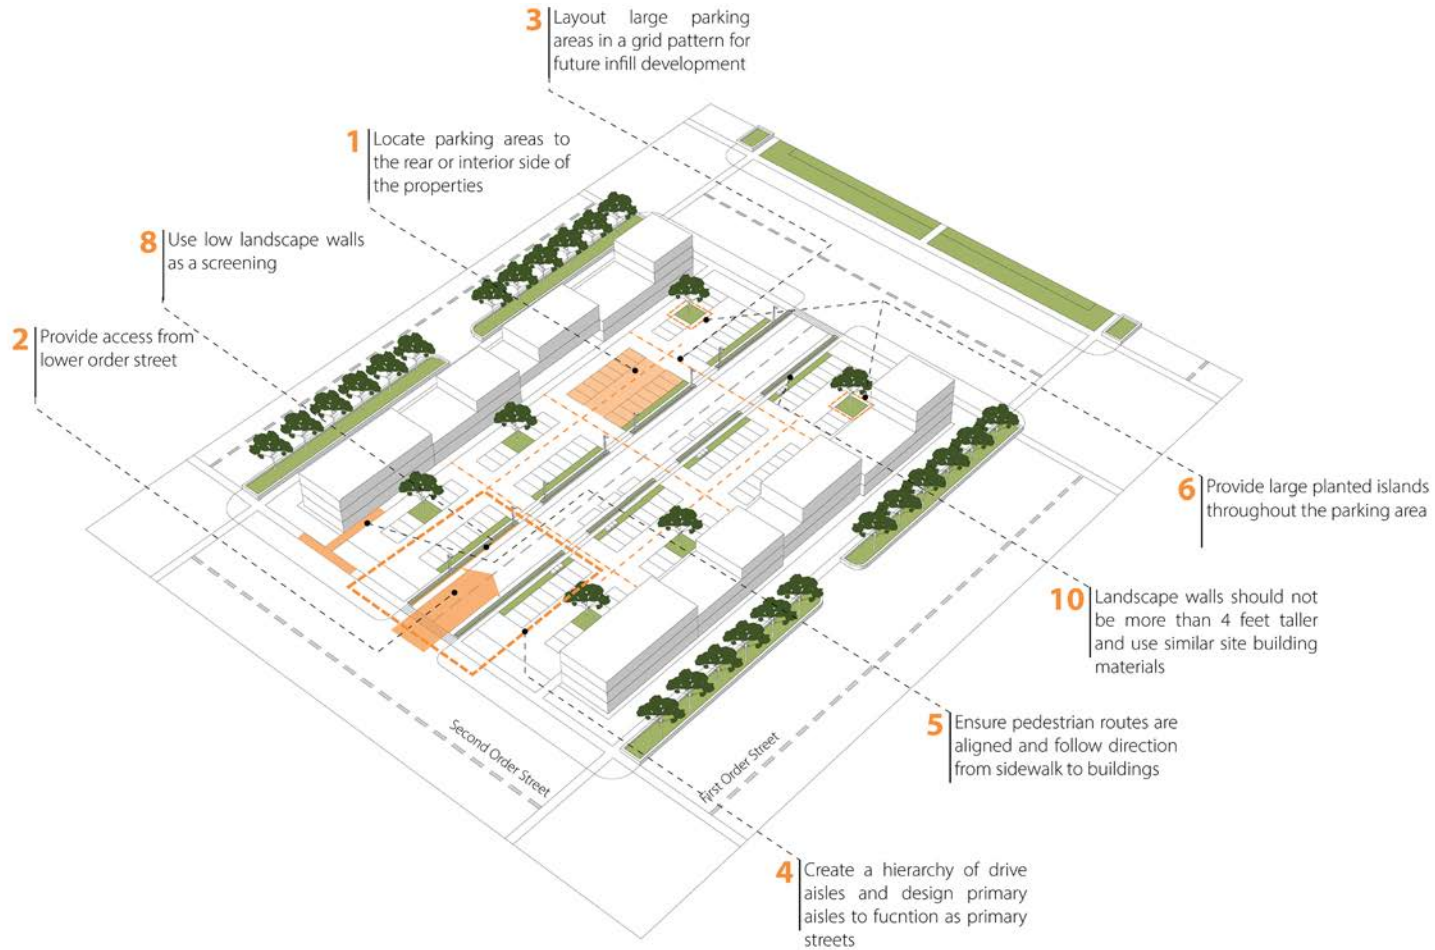 3 Layout large parking
areas in a grid pattern for
future infill development
1 Locate parking areas to
the rear or interior side of
the properties
8 Use low landscape walls
as a screening
2 Provide access from
lower order street
6 Provide large planted islands
throughout the parking area
10 Landscape walls should not
be more than 4 feet taller
and use similar site building
materials
5 Ensure pedestrian routes are
aligned and follow direction
from sidewalk to buildings
Second Order Street
First Order Street
4 Create a hierarchy of drive
aisles and design primary
aisles to fucntion as primary
streets